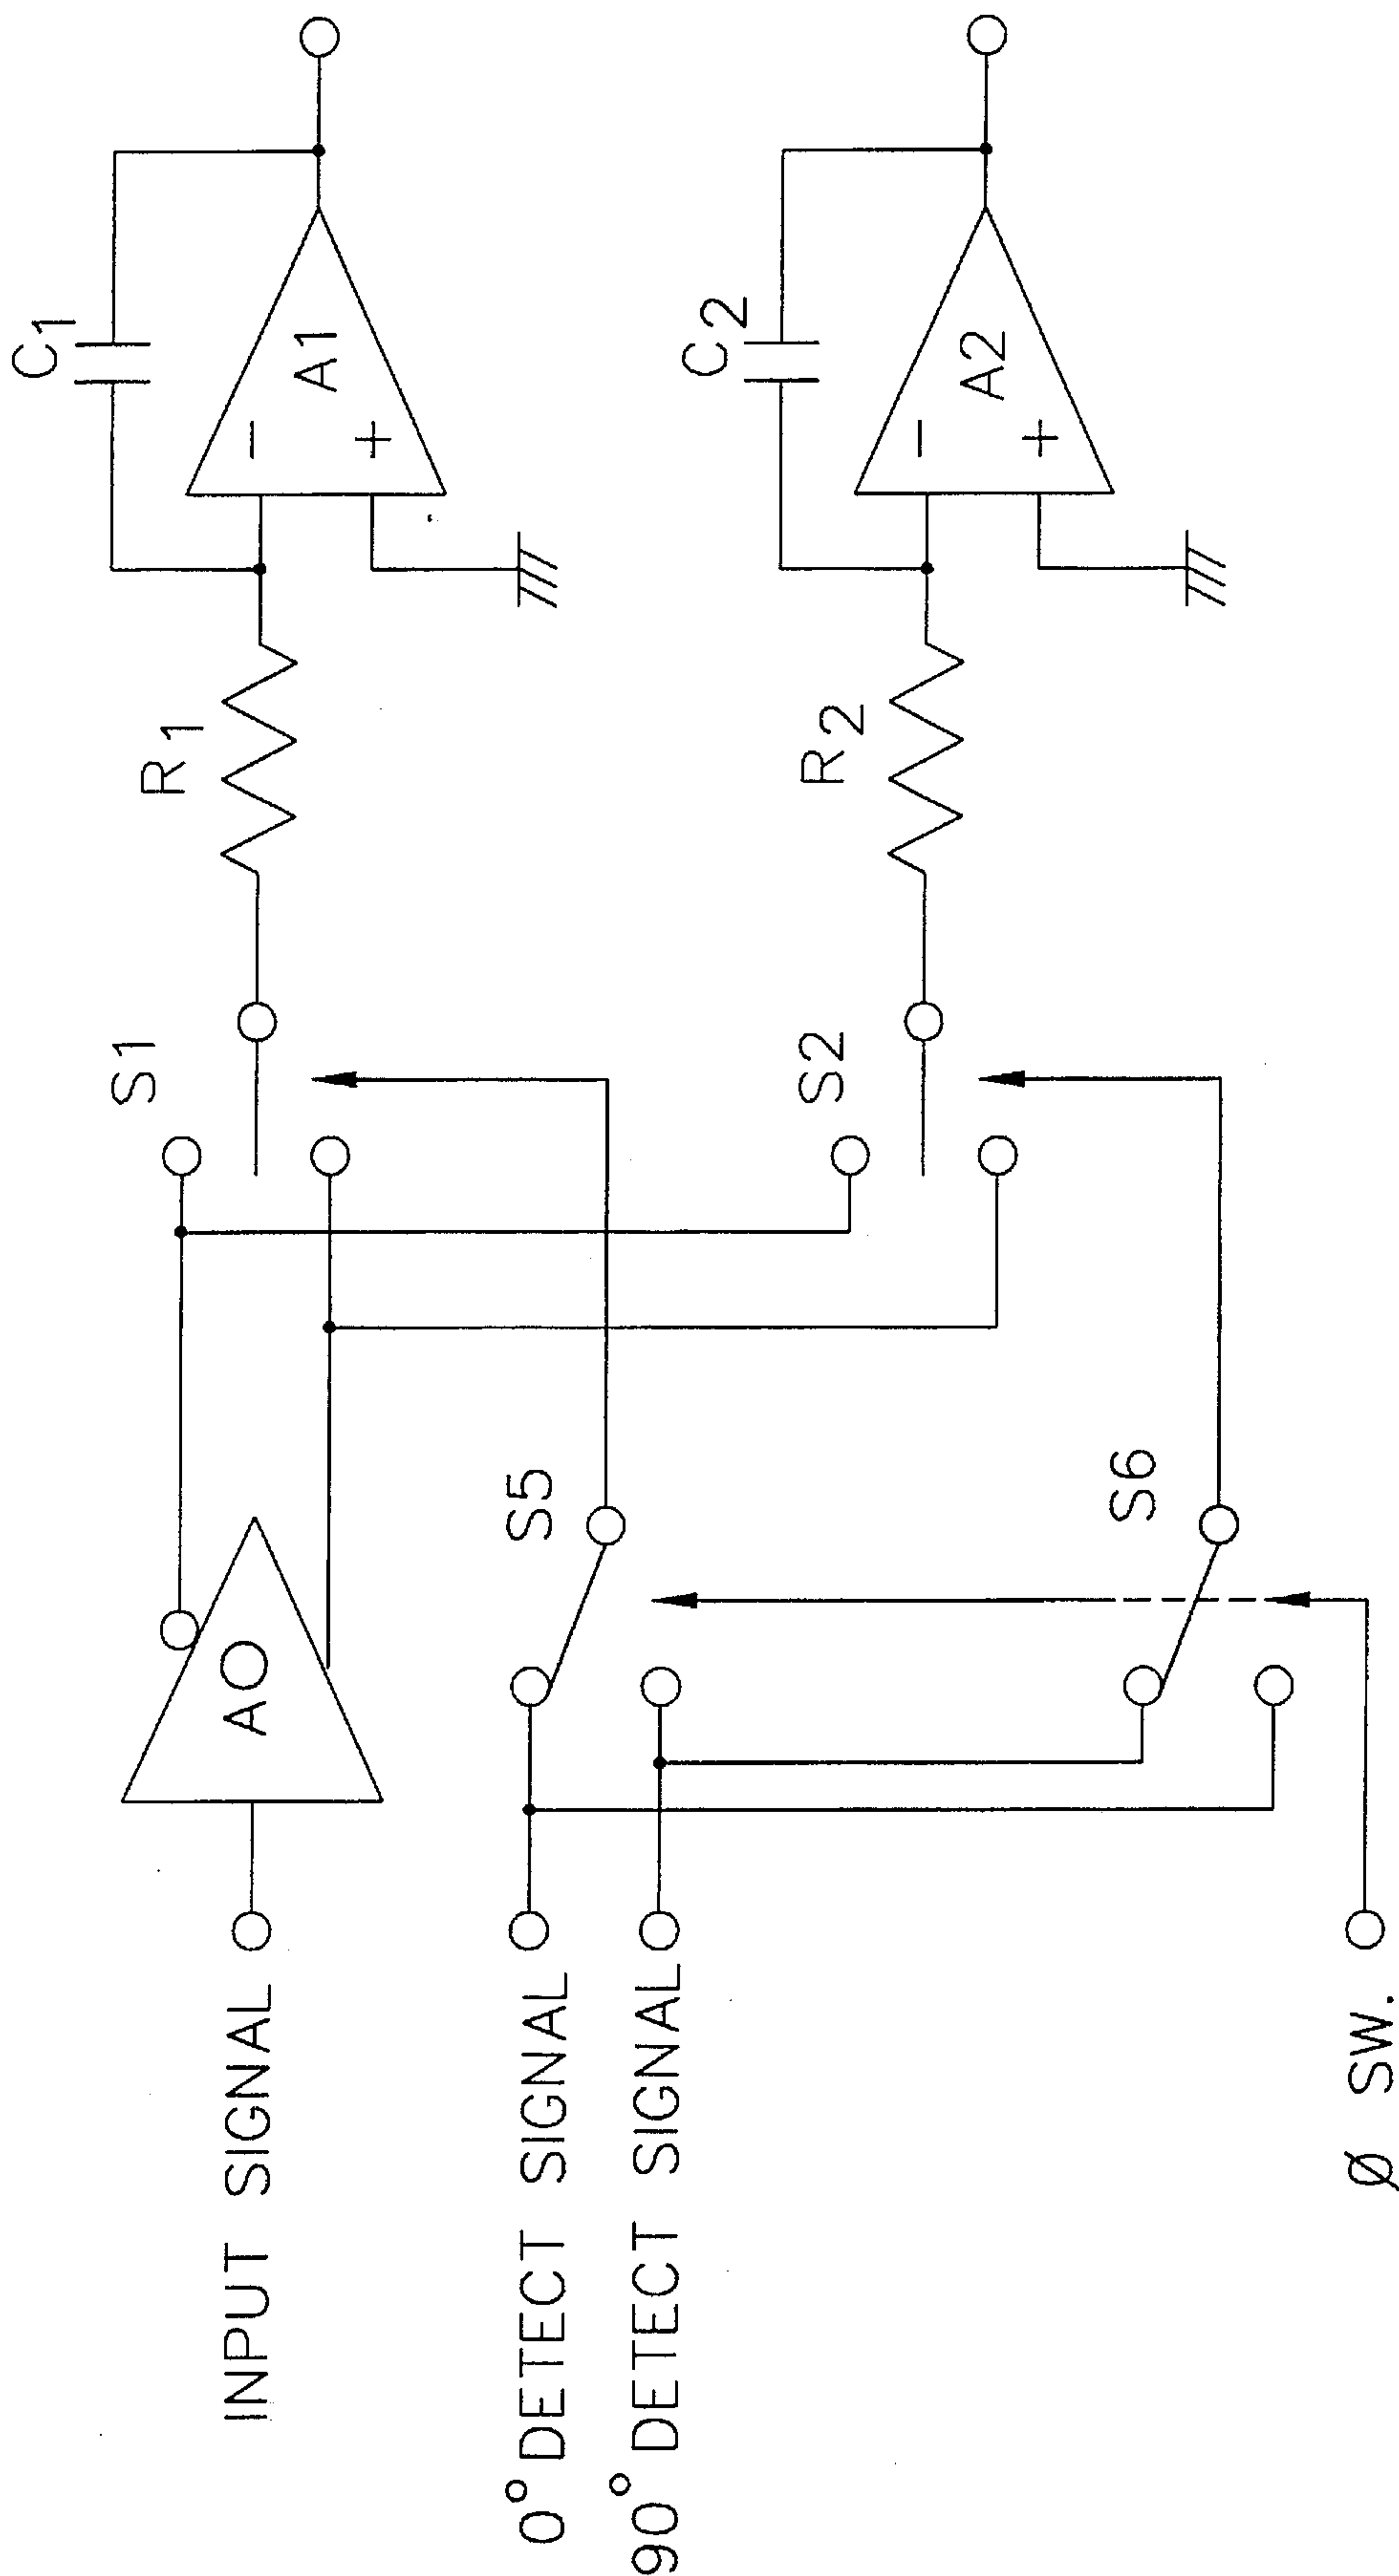 C1
A1
−
+
R1
S1
C2
A2
−
+
R2
S2
AO
S5
S6
INPUT SIGNAL
0° DETECT SIGNAL
90° DETECT SIGNAL
Ø SW.